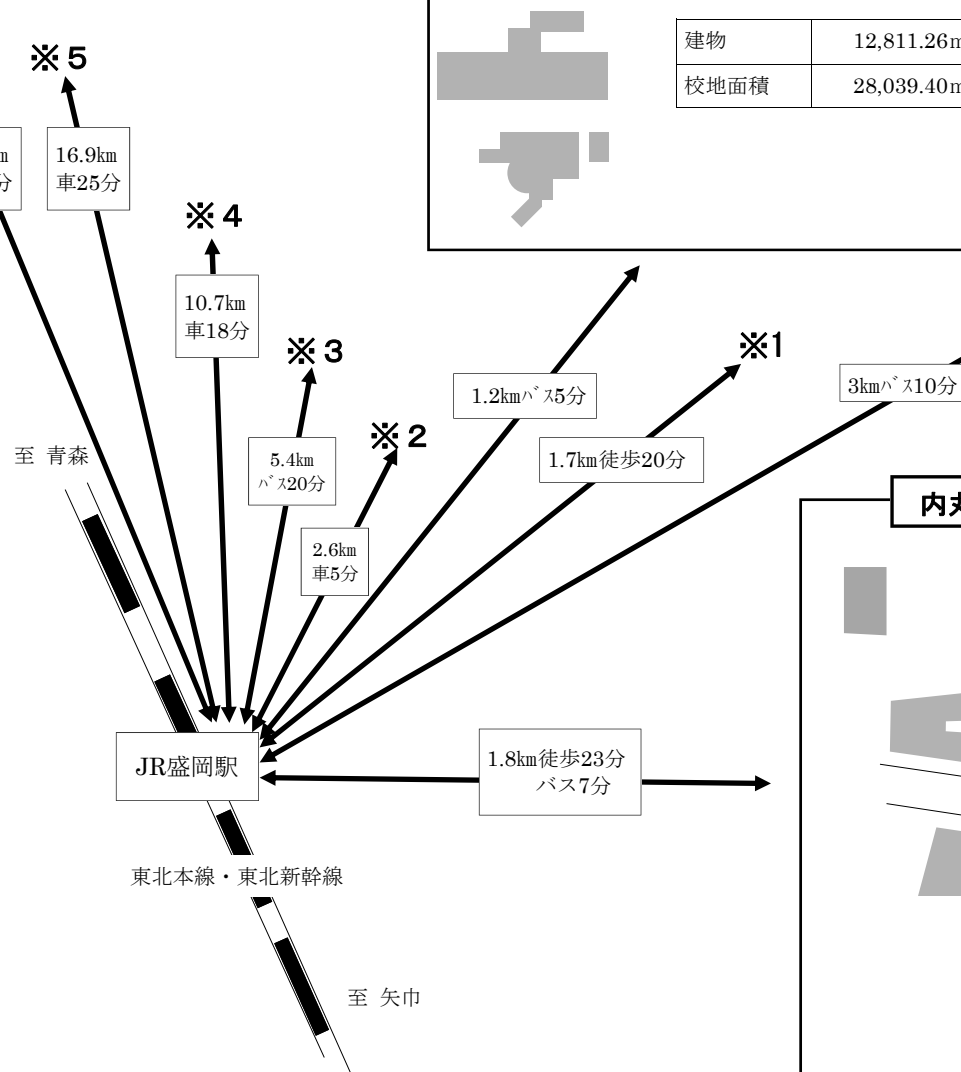 ※5
建物 12,811.26㎡
校地面積 28,039.40㎡
16.9㎞
車25分
※4
10.7㎞
車18分
※3
※1
1.2㎞バス5分
3㎞バス10分
※2
至 青森
5.4㎞
バス20分
1.7㎞徒歩20分
内丸
2.6㎞
車5分
JR盛岡駅
1.8㎞徒歩23分
バス7分
東北本線・東北新幹線
至 矢巾